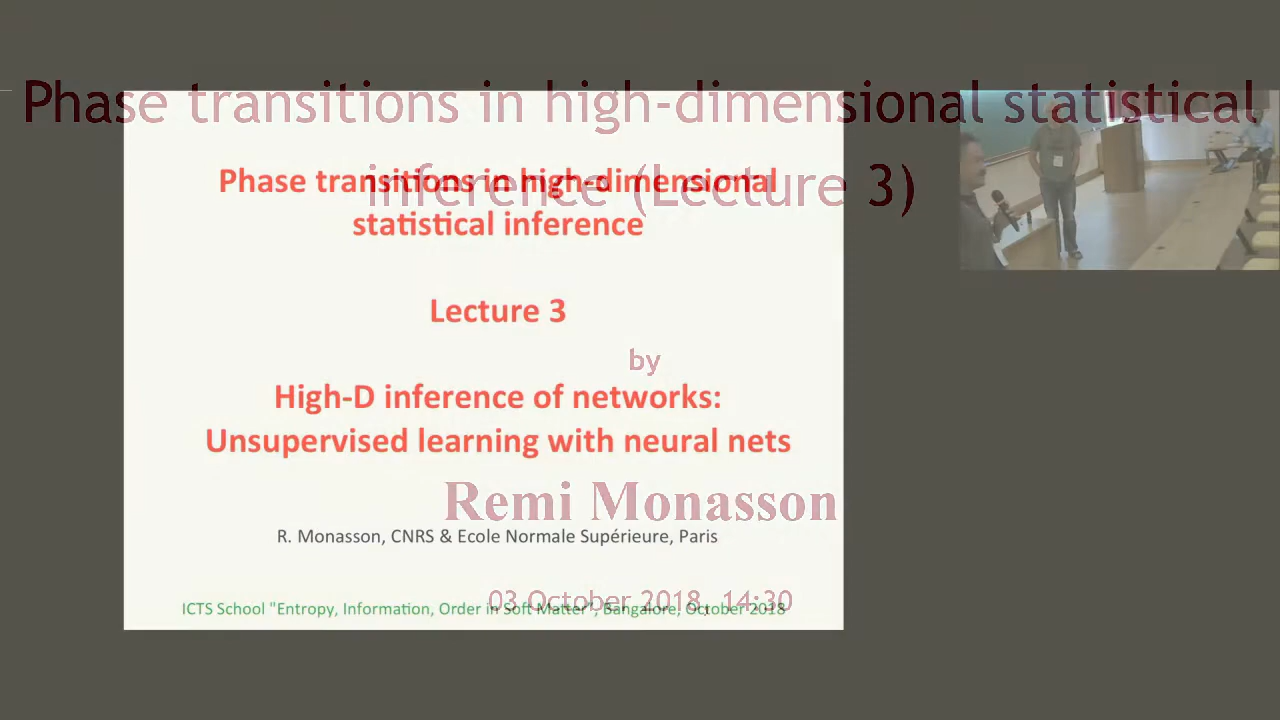 Phase transitions in high-dimensional statistical
inference (Lecture 3)
by
Remi Monasson
03 October 2018, 14:30
Phase transitions in high-dimensional
statistical inference
Lecture 3
High-D inference of networks:
Unsupervised learning with neural nets
R. Monasson, CNRS & Ecole Normale Supérieure, Paris
ICTS School "Entropy, Information, Order in Soft Matter", Bangalore, October 2018